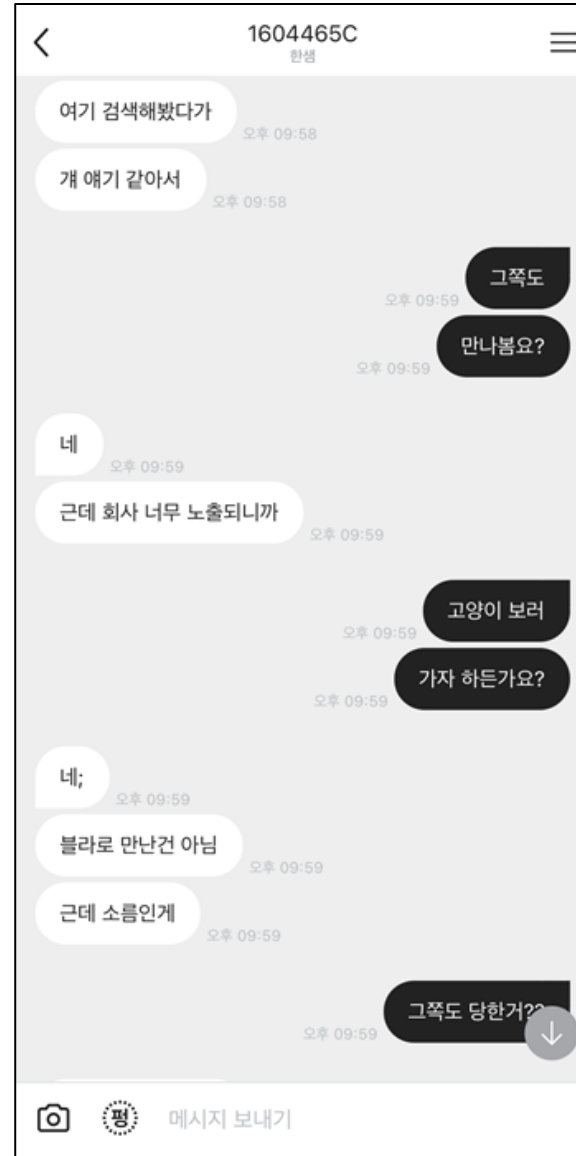 1604465C
한샘
여기 검색해봤다가
오후 09:58
걔 얘기 같아서
오후 09:58
그쪽도
오후 09:59
만나봄요?
오후 09:59
네
오후 09:59
근데 회사 너무 노출되니까
오후 09:59
고양이 보러
오후 09:59
가자 하든가요?
오후 09:59
네;
오후 09:59
블라로 만난건 아님
오후 09:59
근데 소름인게
오후 09:59
그쪽도 당한거??
오후 09:59
평
메시지 보내기